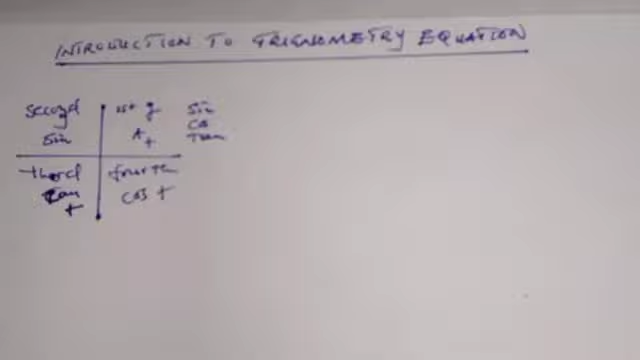 INTRODUCTION TO TRIGNOMETRY EQUATION
second 1st q Sin
Sin A+ Cos Tan
third fourth
Tan + cos +